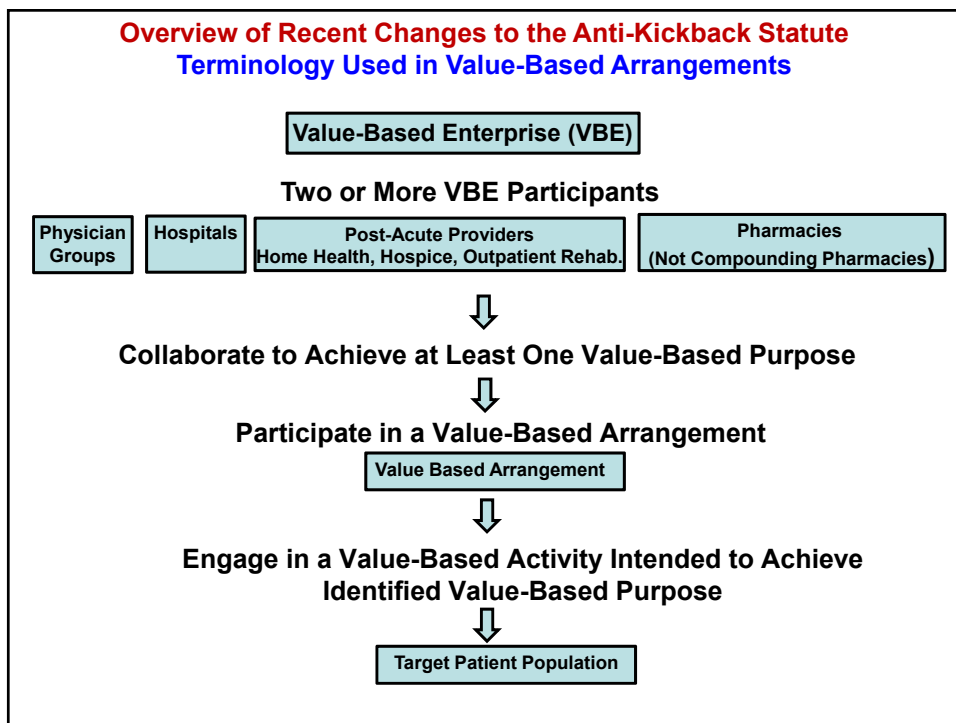 Overview of Recent Changes to the Anti-Kickback Statute
Terminology Used in Value-Based Arrangements
Value-Based Enterprise (VBE)
Two or More VBE Participants
Physician
Groups
Hospitals
Post-Acute Providers
Home Health, Hospice, Outpatient Rehab.
Pharmacies
(Not Compounding Pharmacies)
Collaborate to Achieve at Least One Value-Based Purpose
Participate in a Value-Based Arrangement
Value Based Arrangement
Engage in a Value-Based Activity Intended to Achieve
Identified Value-Based Purpose
Target Patient Population